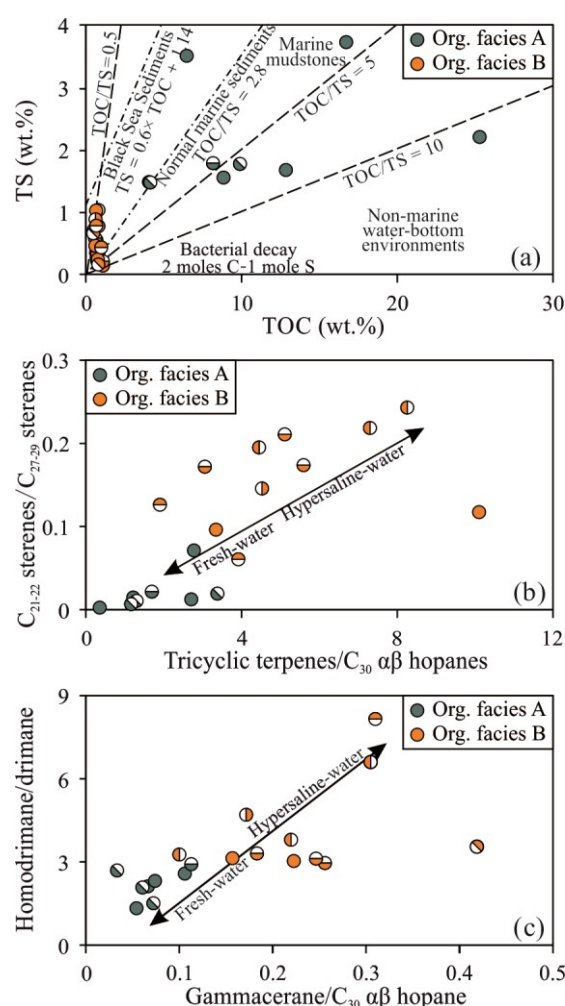 4
3
2
1
0
TS (wt.%)
TOC/TS = 0.5
Black Sea Sediments
TS = 0.6× TOC + 1.14
Normal marine sediments
TOC/TS = 2.8
Marine
mudstones
TOC/TS = 5
Org. facies A
Org. facies B
TOC/TS = 10
Non-marine
water-bottom
environments
Bacterial decay
2 moles C-1 mole S
(a)
0 10 20 30
TOC (wt.%)
0.3
0.2
0.1
0
C21-22 sterenes/C27-29 sterenes
Org. facies A
Org. facies B
Fresh-water Hypersaline-water
(b)
0 4 8 12
Tricyclic terpenes/C30 αβ hopanes
9
6
3
0
Homodrimane/drimane
Org. facies A
Org. facies B
Fresh-water Hypersaline-water
(c)
0 0.1 0.2 0.3 0.4 0.5
Gammacerane/C30 αβ hopane